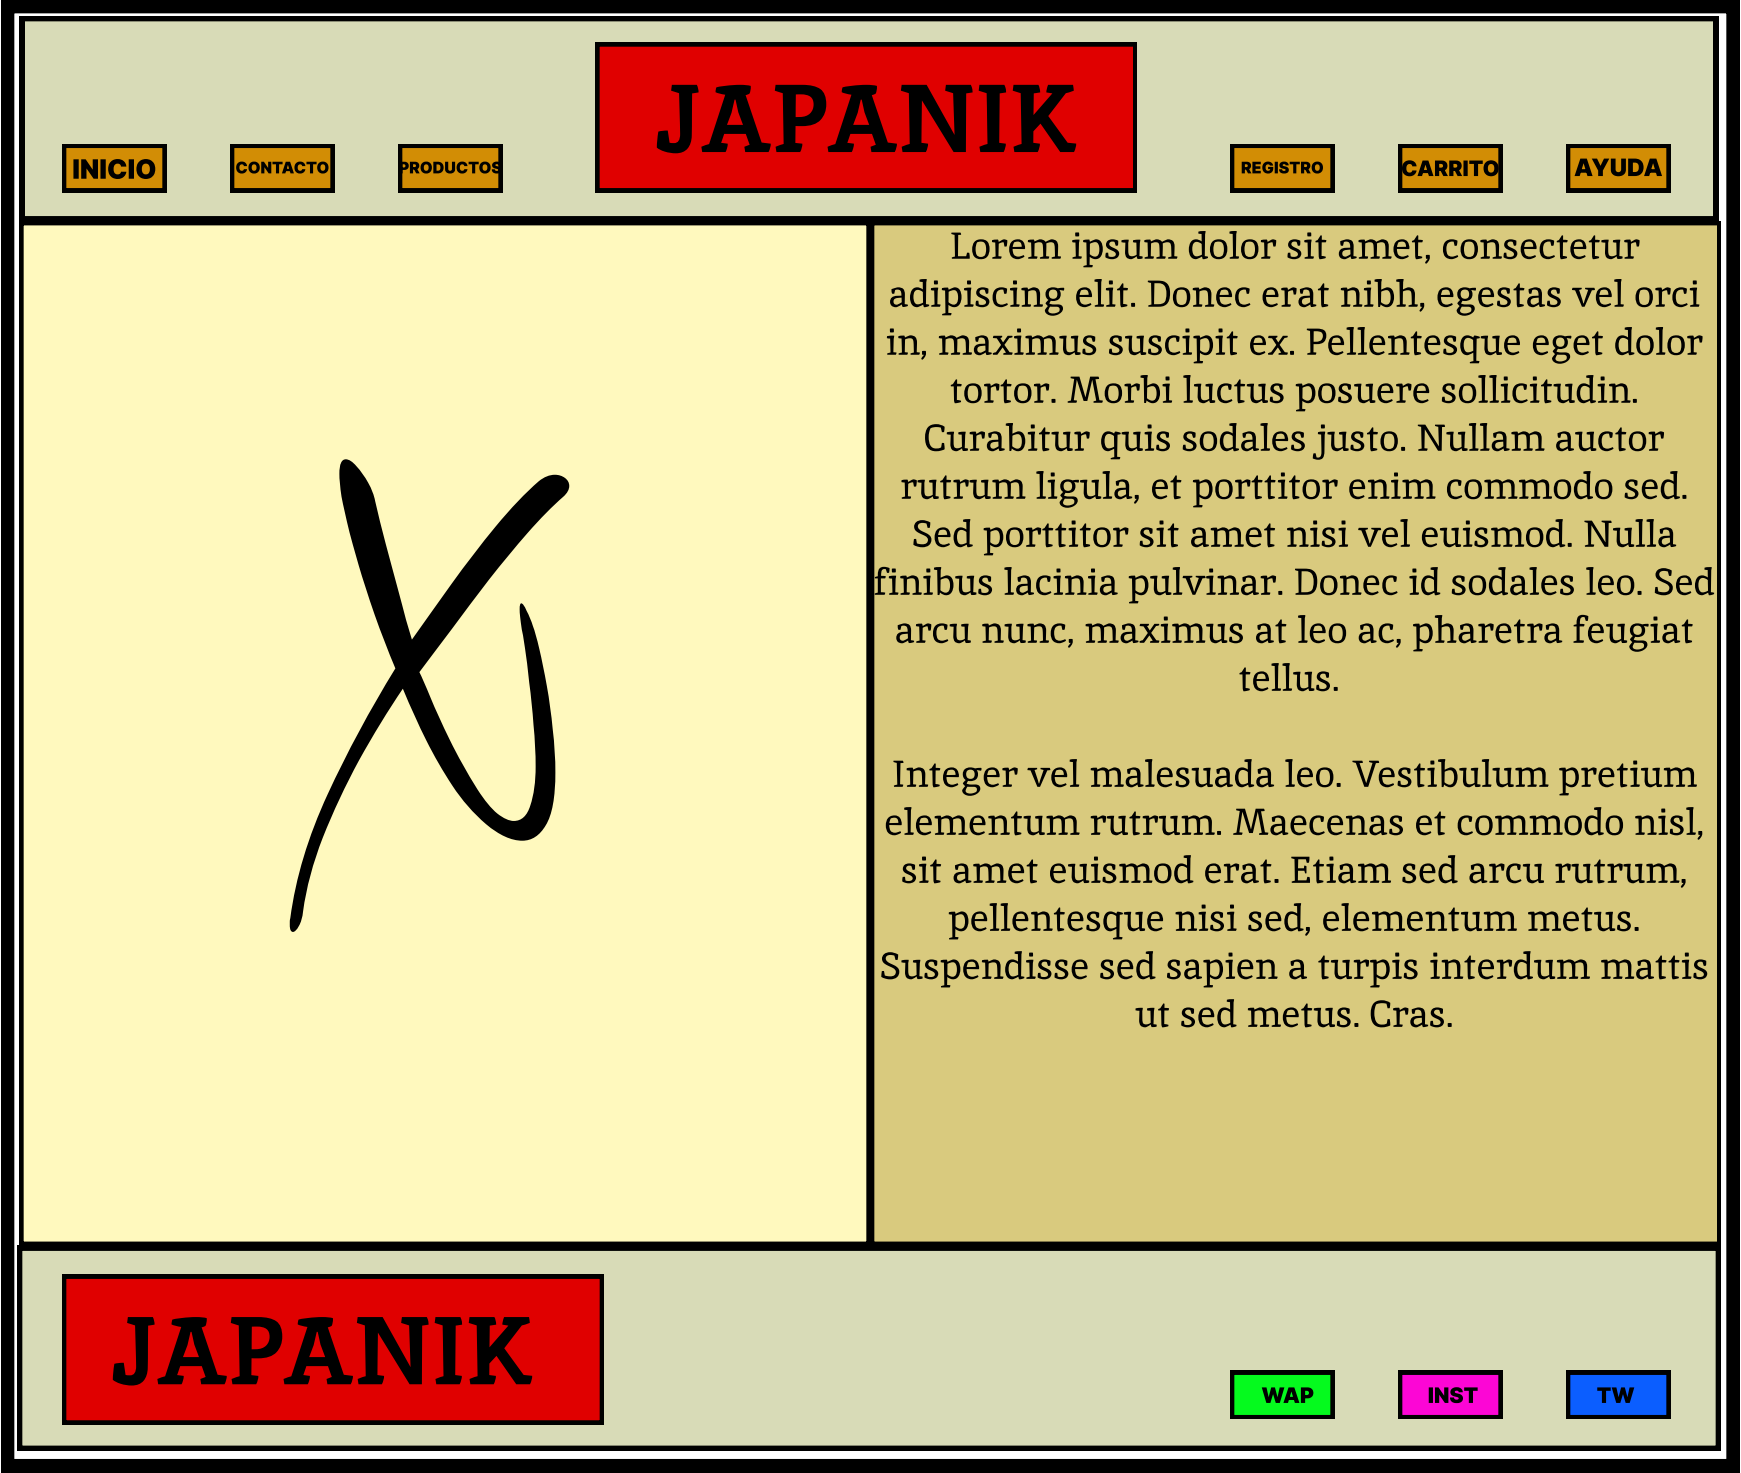 JAPANIK
INICIO CONTACTO PRODUCTOS REGISTRO CARRITO AYUDA
Lorem ipsum dolor sit amet, consectetur
adipiscing elit. Donec erat nibh, egestas vel orci
in, maximus suscipit ex. Pellentesque eget dolor
tortor. Morbi luctus posuere sollicitudin.
Curabitur quis sodales justo. Nullam auctor
rutrum ligula, et porttitor enim commodo sed.
Sed porttitor sit amet nisi vel euismod. Nulla
finibus lacinia pulvinar. Donec id sodales leo. Sed
arcu nunc, maximus at leo ac, pharetra feugiat
tellus.
Integer vel malesuada leo. Vestibulum pretium
elementum rutrum. Maecenas et commodo nisl,
sit amet euismod erat. Etiam sed arcu rutrum,
pellentesque nisi sed, elementum metus.
Suspendisse sed sapien a turpis interdum mattis
ut sed metus. Cras.
JAPANIK
WAP INST TW